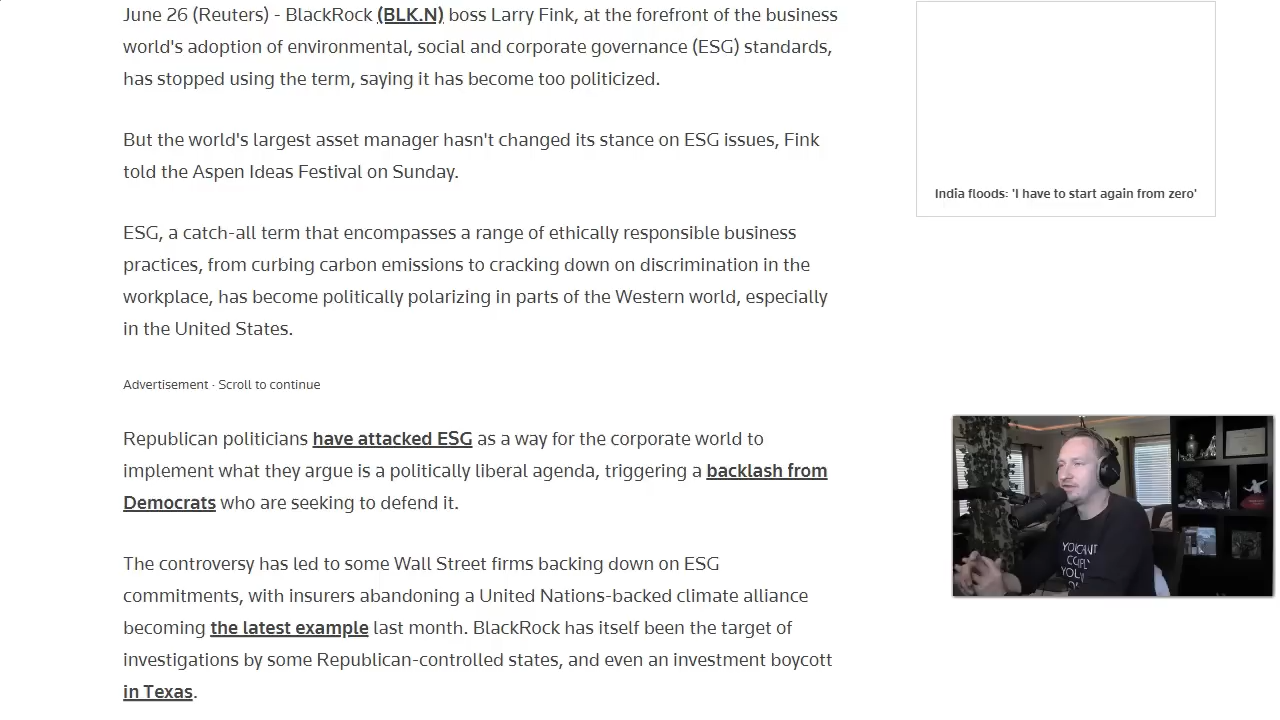 June 26 (Reuters) - BlackRock (BLK.N) boss Larry Fink, at the forefront of the business
world's adoption of environmental, social and corporate governance (ESG) standards,
has stopped using the term, saying it has become too politicized.
But the world's largest asset manager hasn't changed its stance on ESG issues, Fink
told the Aspen Ideas Festival on Sunday.
ESG, a catch-all term that encompasses a range of ethically responsible business
practices, from curbing carbon emissions to cracking down on discrimination in the
workplace, has become politically polarizing in parts of the Western world, especially
in the United States.
Advertisement · Scroll to continue
Republican politicians have attacked ESG as a way for the corporate world to
implement what they argue is a politically liberal agenda, triggering a backlash from
Democrats who are seeking to defend it.
The controversy has led to some Wall Street firms backing down on ESG
commitments, with insurers abandoning a United Nations-backed climate alliance
becoming the latest example last month. BlackRock has itself been the target of
investigations by some Republican-controlled states, and even an investment boycott
in Texas.
India floods: 'I have to start again from zero'